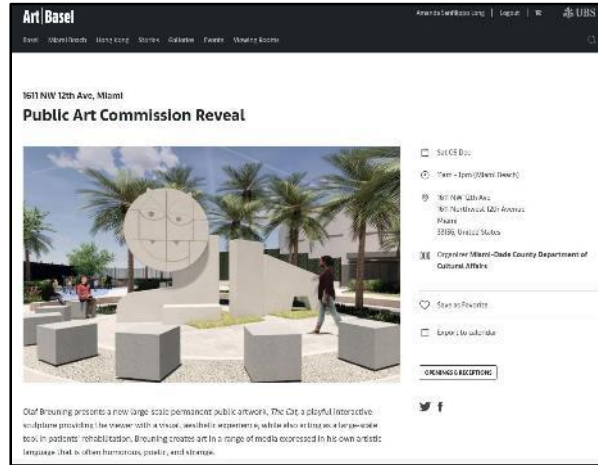 Art Basel
Amanda Sanfilippo Long | Logout
UBS
Basel Miami Beach Hong Kong Stories Galleries Events Viewing Rooms
1611 NW 12th Ave, Miami
Public Art Commission Reveal
Sat 05 Dec
11am – 1pm (Miami Beach)
1611 NW 12th Ave
1611 Northwest 12th Avenue
Miami
33136, United States
Organizer Miami-Dade County Department of
Cultural Affairs
Save as Favorite
Export to calendar
OPENINGS & RECEPTIONS
Olaf Breuning presents a new large-scale permanent public artwork, The Cat, a playful interactive
sculpture providing the viewer with a visual, aesthetic experience, while also acting as a large-scale
tool in patients' rehabilitation. Breuning creates art in a range of media expressed in his own artistic
language that is often humorous, poetic, and strange.